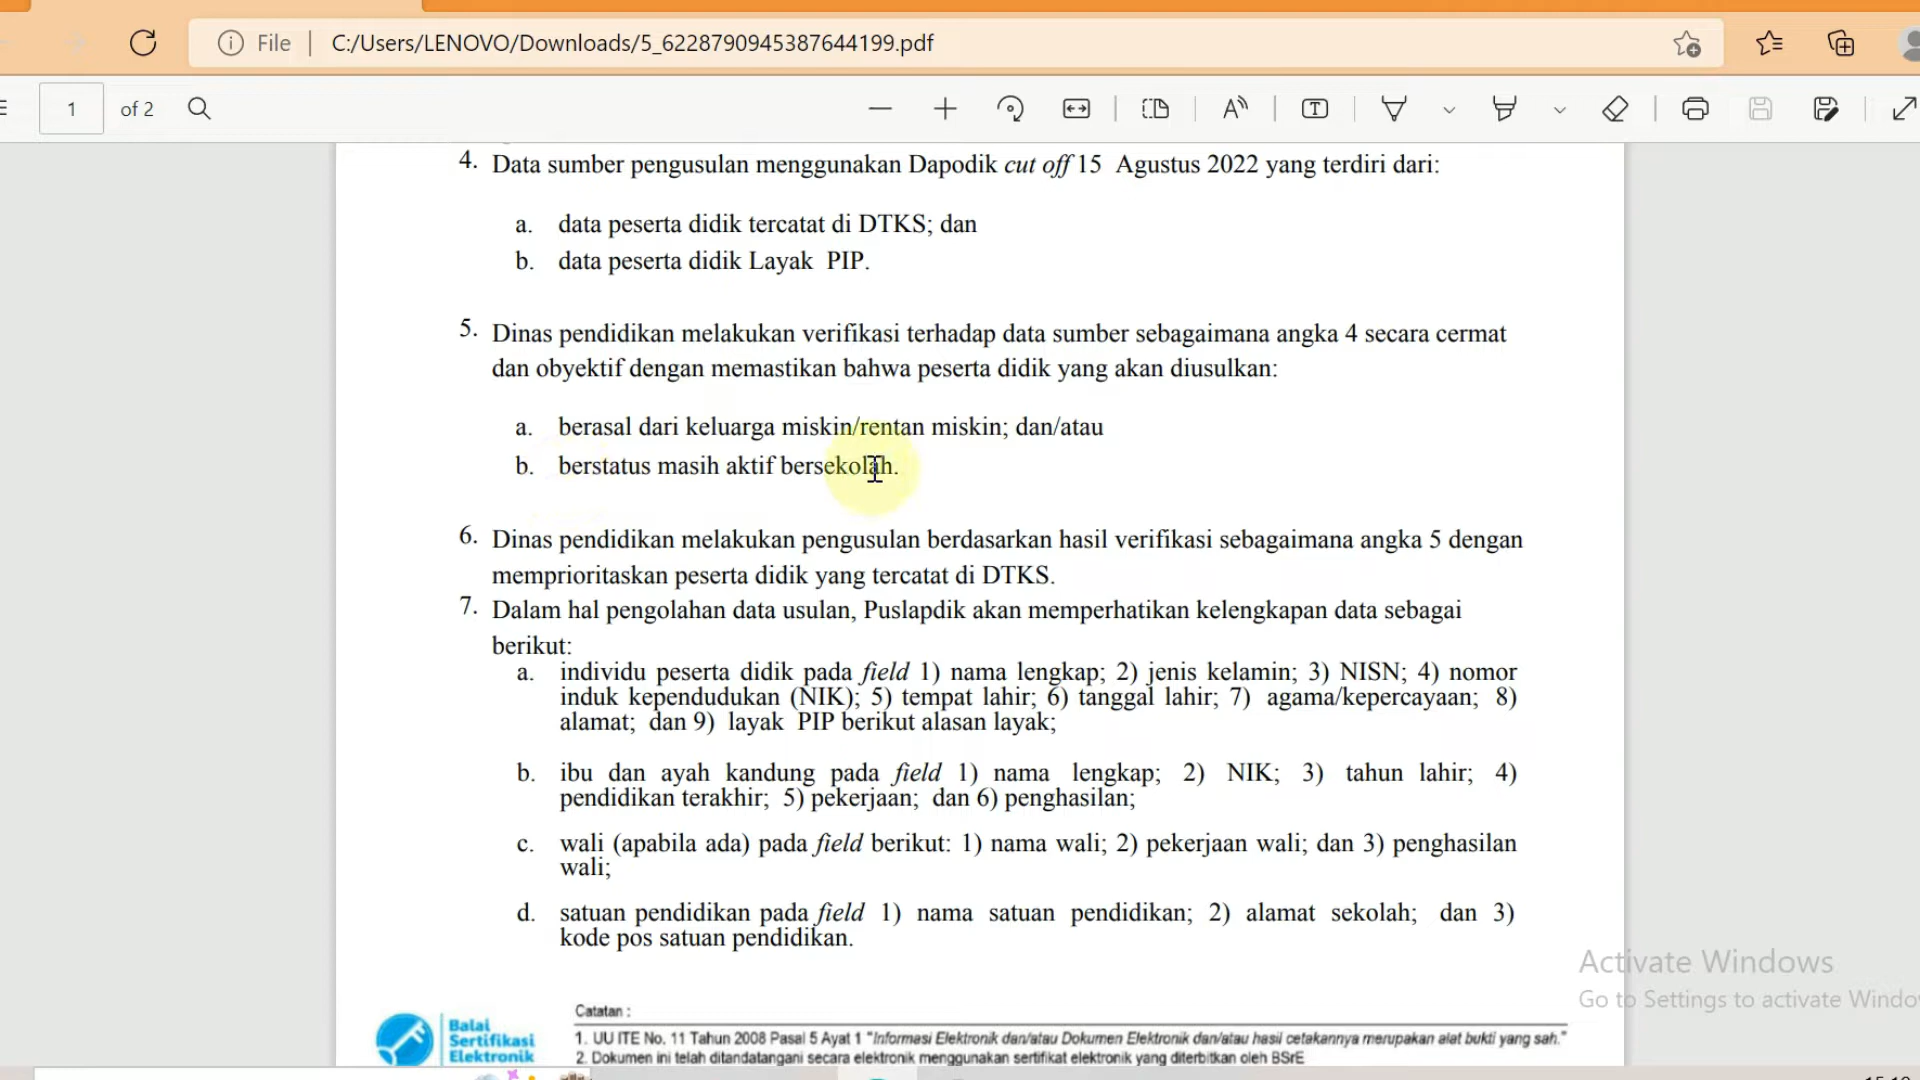 File | C:/Users/LENOVO/Downloads/5_6228790945387644199.pdf
1 of 2
4. Data sumber pengusulan menggunakan Dapodik cut off 15 Agustus 2022 yang terdiri dari:
a. data peserta didik tercatat di DTKS; dan
b. data peserta didik Layak PIP.
5. Dinas pendidikan melakukan verifikasi terhadap data sumber sebagaimana angka 4 secara cermat
dan obyektif dengan memastikan bahwa peserta didik yang akan diusulkan:
a. berasal dari keluarga miskin/rentan miskin; dan/atau
b. berstatus masih aktif bersekolah.
6. Dinas pendidikan melakukan pengusulan berdasarkan hasil verifikasi sebagaimana angka 5 dengan
memprioritaskan peserta didik yang tercatat di DTKS.
7. Dalam hal pengolahan data usulan, Puslapdik akan memperhatikan kelengkapan data sebagai
berikut:
a. individu peserta didik pada field 1) nama lengkap; 2) jenis kelamin; 3) NISN; 4) nomor
induk kependudukan (NIK); 5) tempat lahir; 6) tanggal lahir; 7) agama/kepercayaan; 8)
alamat; dan 9) layak PIP berikut alasan layak;
b. ibu dan ayah kandung pada field 1) nama lengkap; 2) NIK; 3) tahun lahir; 4)
pendidikan terakhir; 5) pekerjaan; dan 6) penghasilan;
c. wali (apabila ada) pada field berikut: 1) nama wali; 2) pekerjaan wali; dan 3) penghasilan
wali;
d. satuan pendidikan pada field 1) nama satuan pendidikan; 2) alamat sekolah; dan 3)
kode pos satuan pendidikan.
Activate Windows
Go to Settings to activate Windo
Balai
Sertifikasi
Elektronik
Catatan :
1. UU ITE No. 11 Tahun 2008 Pasal 5 Ayat 1 "Informasi Elektronik dan/atau Dokumen Elektronik dan/atau hasil cetakannya merupakan alat bukti yang sah."
2. Dokumen ini telah ditandatangani secara elektronik menggunakan sertifikat elektronik yang diterbitkan oleh BSrE